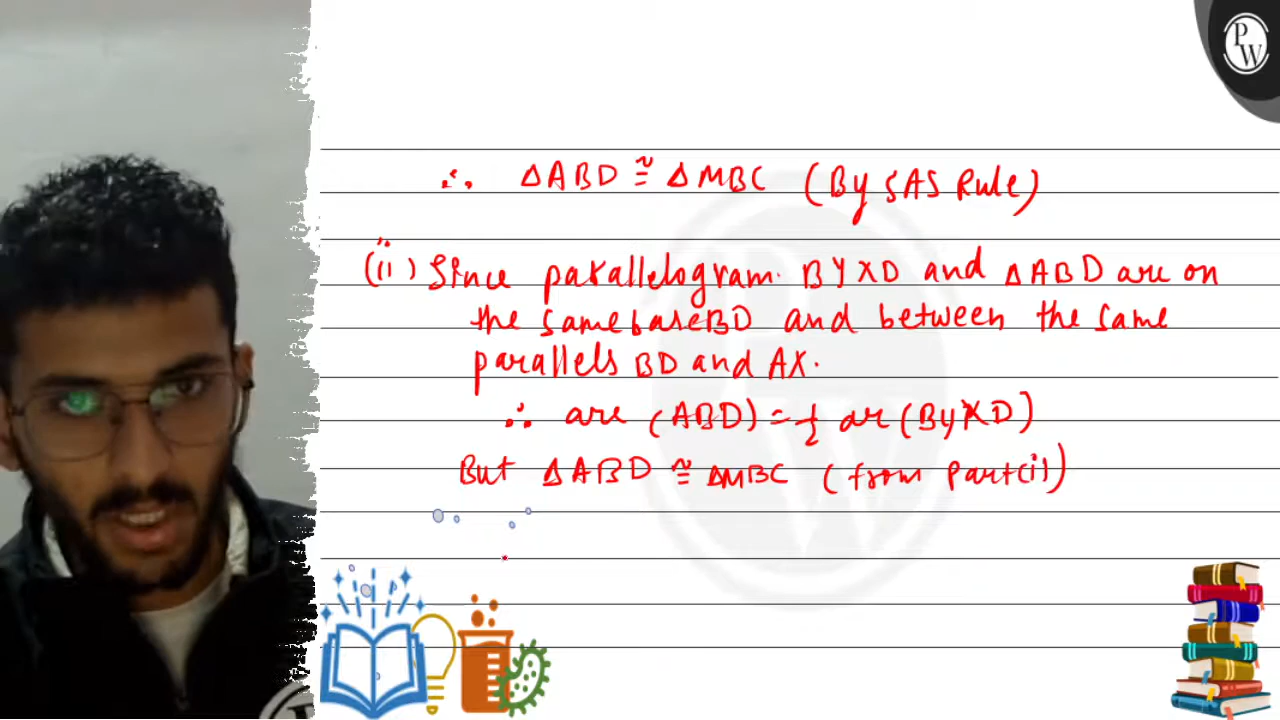 PW
∴ ΔABD ≅ ΔMBC (By SAS Rule)
(ii) Since parallelogram. BYXD and ΔABD are on
the same base BD and between the same
parallels BD and AX.
∴ are (ABD) = 1/2 ar (BYXD)
But ΔABD ≅ ΔMBC (from Part(i))